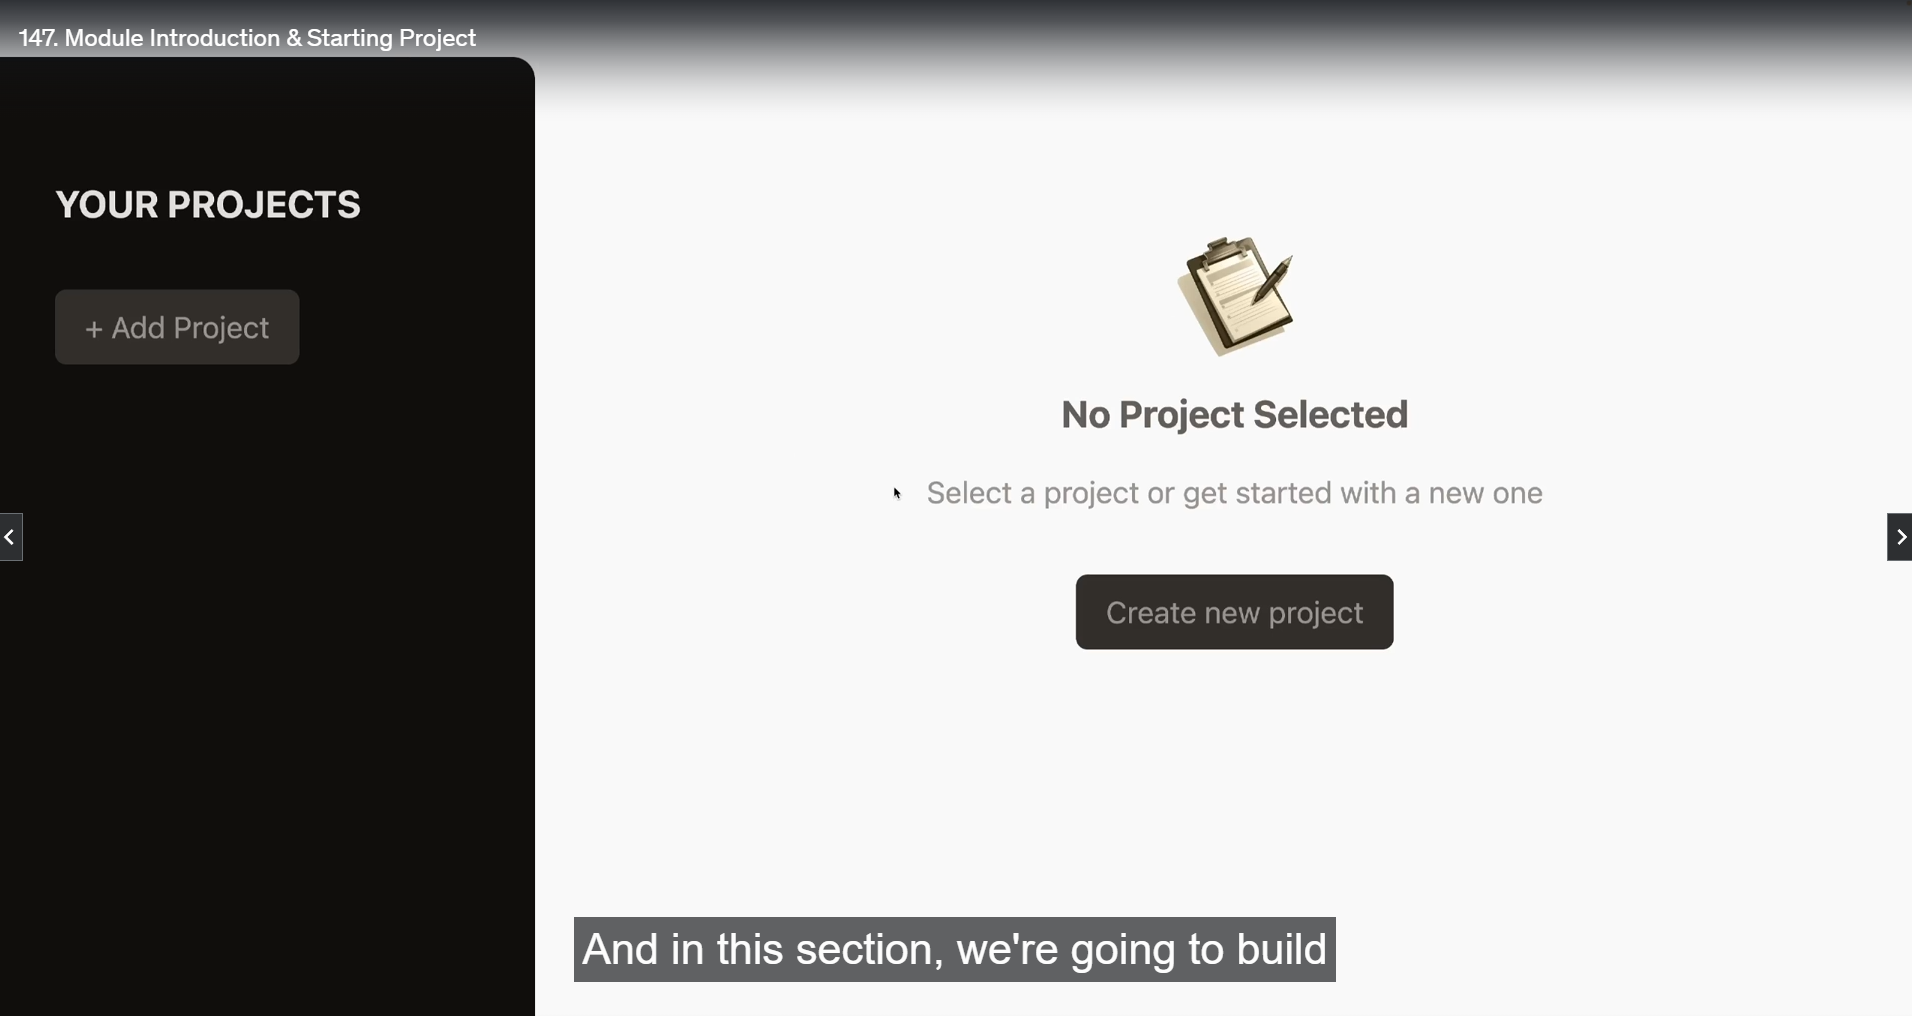 147. Module Introduction & Starting Project
YOUR PROJECTS
+ Add Project
No Project Selected
Select a project or get started with a new one
Create new project
And in this section, we're going to build